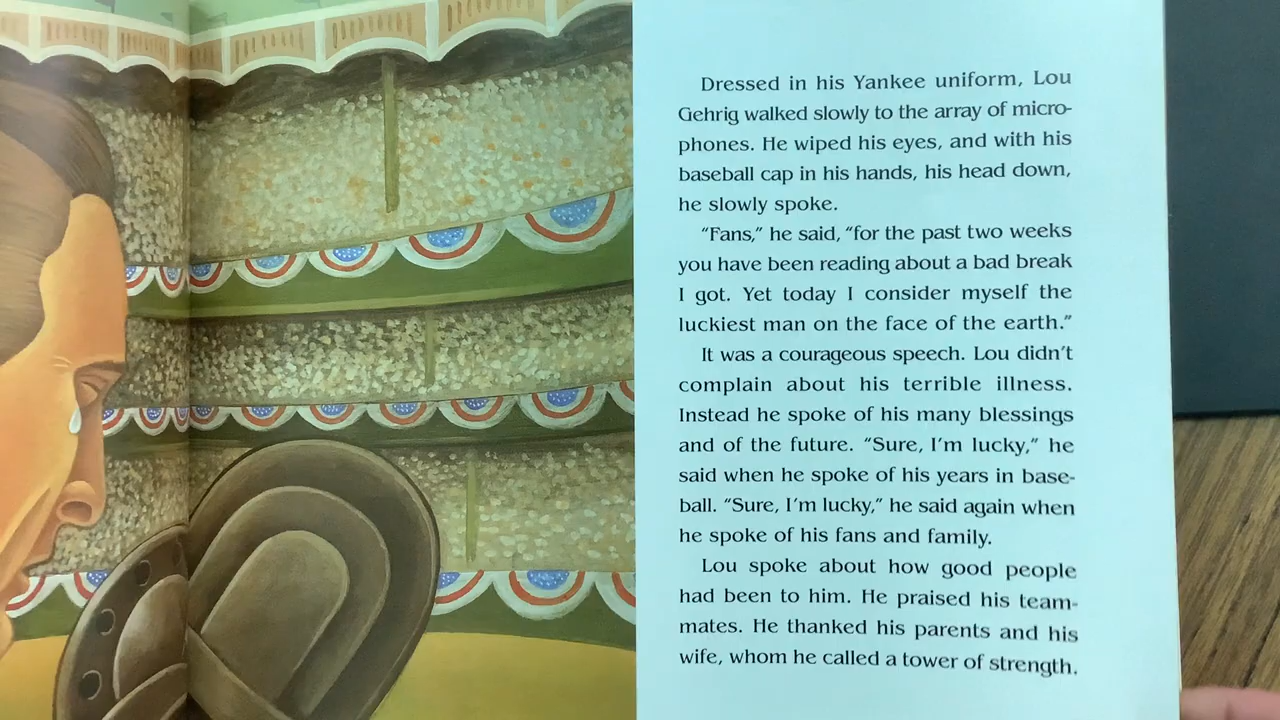 Dressed in his Yankee uniform, Lou
Gehrig walked slowly to the array of micro-
phones. He wiped his eyes, and with his
baseball cap in his hands, his head down,
he slowly spoke.
“Fans,” he said, “for the past two weeks
you have been reading about a bad break
I got. Yet today I consider myself the
luckiest man on the face of the earth.”
It was a courageous speech. Lou didn’t
complain about his terrible illness.
Instead he spoke of his many blessings
and of the future. “Sure, I’m lucky,” he
said when he spoke of his years in base-
ball. “Sure, I’m lucky,” he said again when
he spoke of his fans and family.
Lou spoke about how good people
had been to him. He praised his team-
mates. He thanked his parents and his
wife, whom he called a tower of strength.